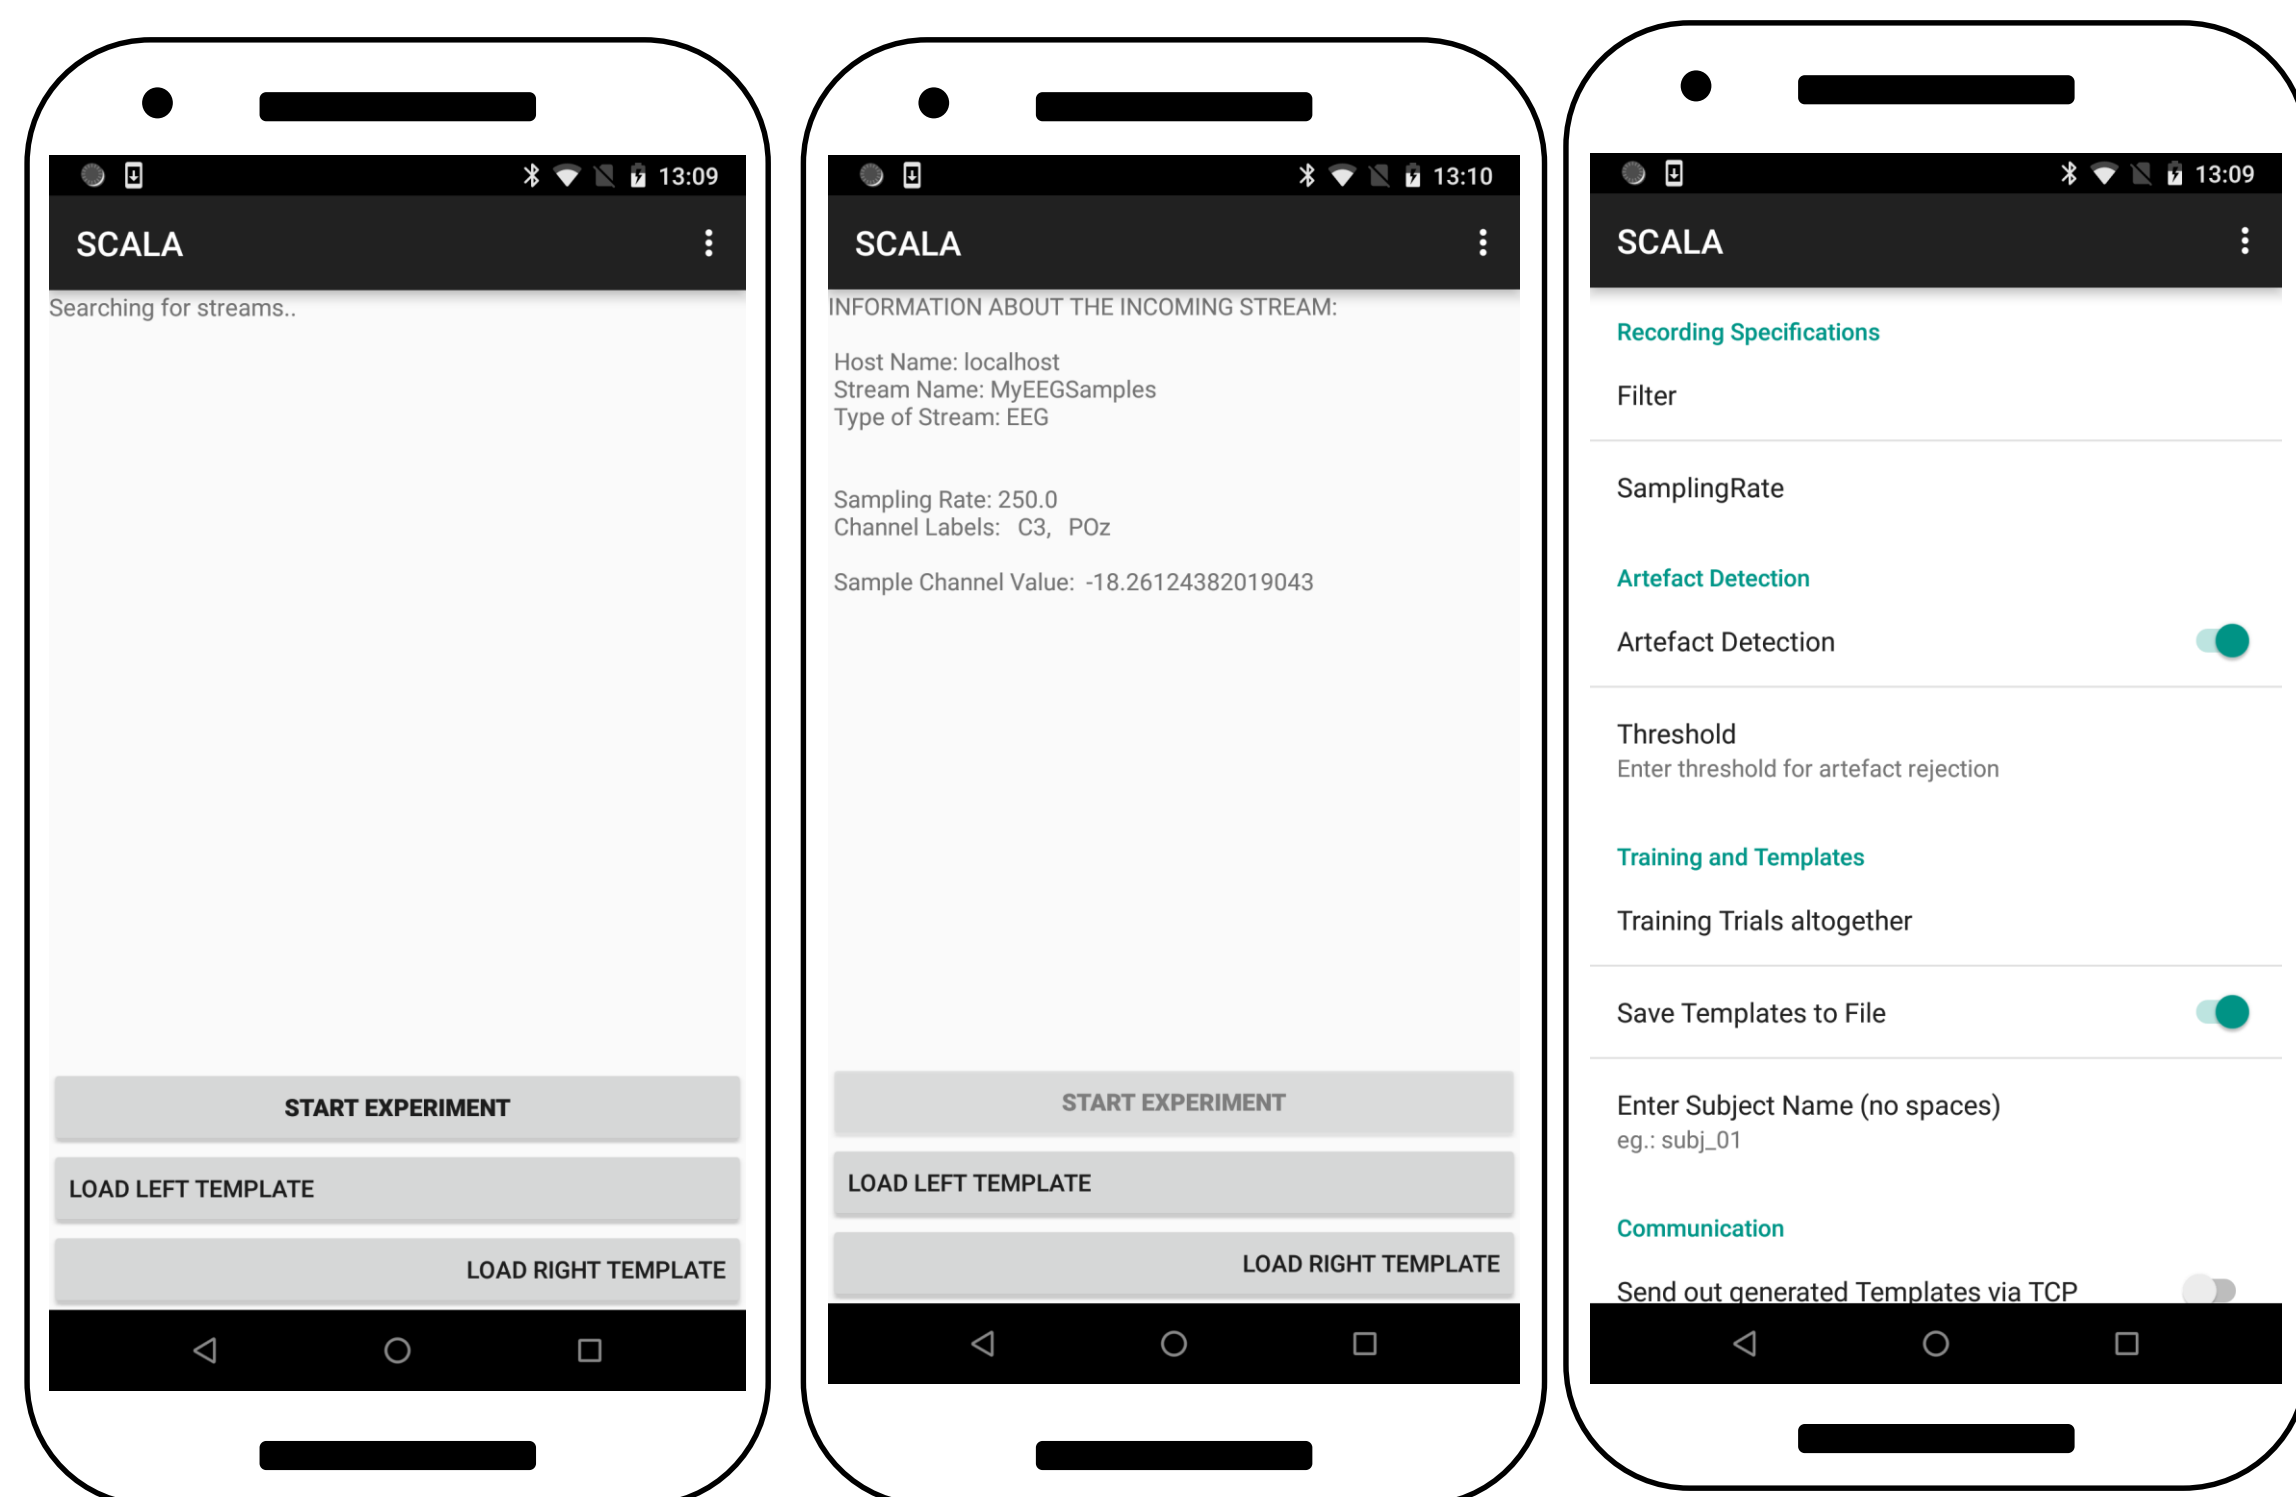 13:09
SCALA
Searching for streams..
START EXPERIMENT
LOAD LEFT TEMPLATE
LOAD RIGHT TEMPLATE
13:10
SCALA
INFORMATION ABOUT THE INCOMING STREAM:
Host Name: localhost
Stream Name: MyEEGSamples
Type of Stream: EEG
Sampling Rate: 250.0
Channel Labels: C3, POz
Sample Channel Value: -18.26124382019043
START EXPERIMENT
LOAD LEFT TEMPLATE
LOAD RIGHT TEMPLATE
13:09
SCALA
Recording Specifications
Filter
SamplingRate
Artefact Detection
Artefact Detection
Threshold
Enter threshold for artefact rejection
Training and Templates
Training Trials altogether
Save Templates to File
Enter Subject Name (no spaces)
eg.: subj_01
Communication
Send out generated Templates via TCP